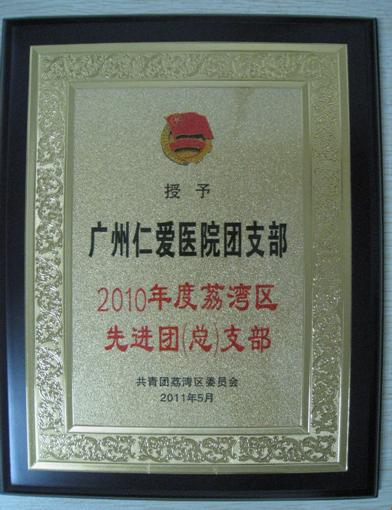 授予
广州仁爱医院团支部
2010年度荔湾区
先进团(总)支部
共青团荔湾区委员会
2011年5月